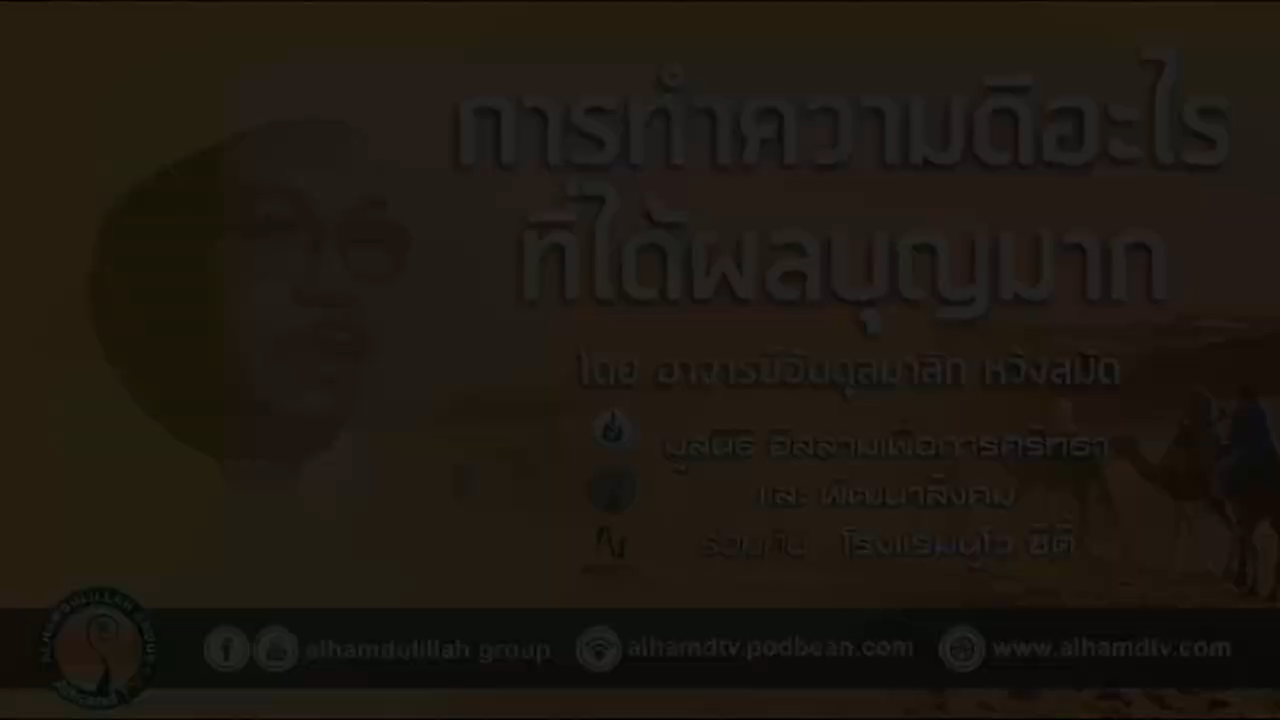 การทำความดีอะไร
ที่ได้ผลบุญมาก
โดย อาจารย์อับดุลมาลิก หวังสมัด
มูลนิธิ อิสลามเพื่อการศรัทธา
และ พัฒนาสังคม
ร่วมกับ โรงแรมนูโว ซิตี้
alhamdulillah group
alhamdtv.podbean.com
www.alhamdtv.com